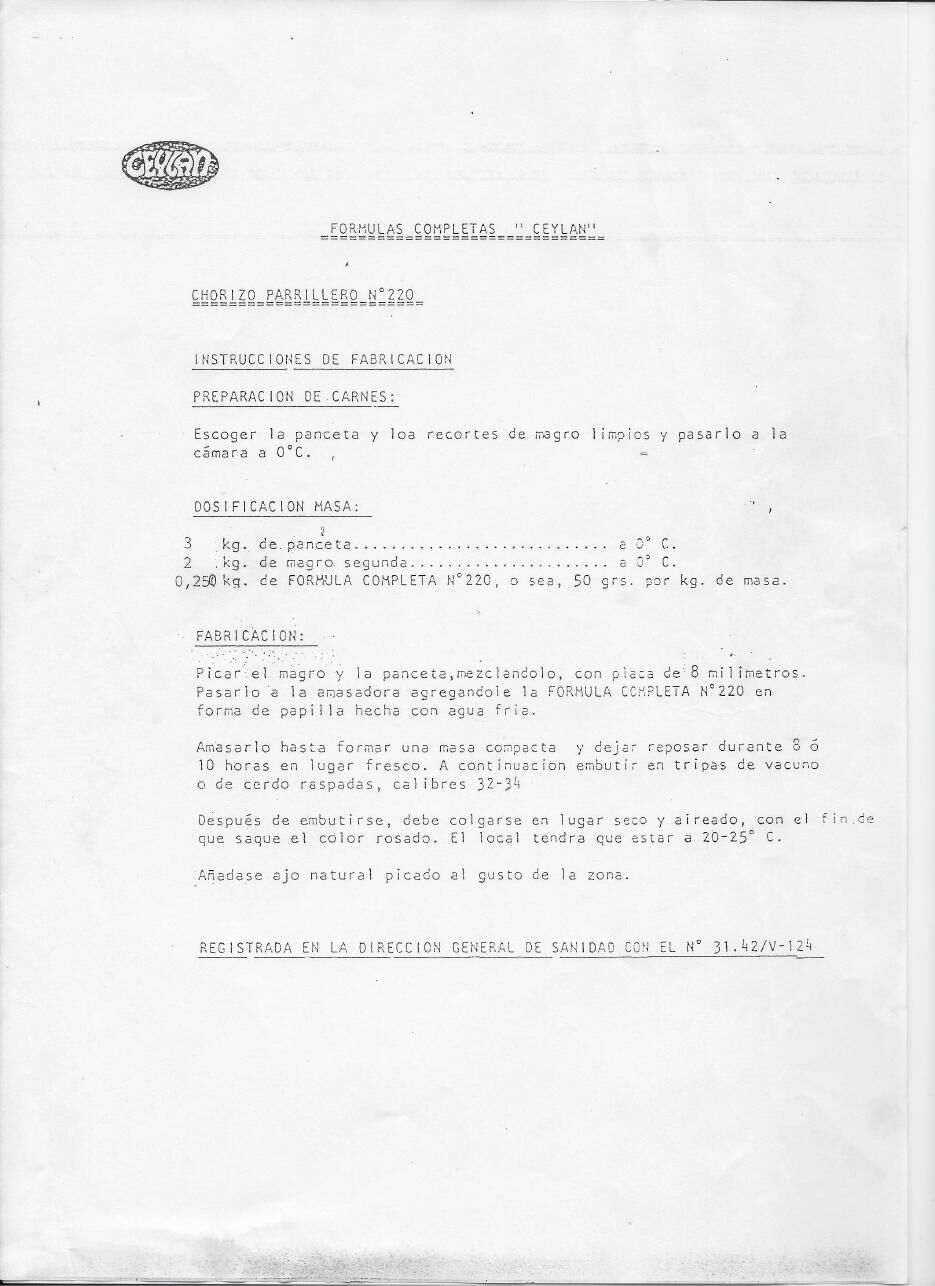 CEYLAN
FORMULAS COMPLETAS " CEYLAN"
CHORIZO PARRILLERO N°220
INSTRUCCIONES DE FABRICACION
PREPARACION DE CARNES:
Escoger la panceta y loa recortes de magro limpios y pasarlo a la
cámara a 0°C.
DOSIFICACION MASA:
3 kg. de panceta........................... a 0° C.
2 kg. de magro segunda..................... a 0° C.
0,250 kg. de FORMULA COMPLETA N°220, o sea, 50 grs. por kg. de masa.
FABRICACION:
Picar el magro y la panceta,mezclandolo, con placa de 8 milimetros.
Pasarlo a la amasadora agregandole la FORMULA COMPLETA N°220 en
forma de papilla hecha con agua fria.
Amasarlo hasta formar una masa compacta y dejar reposar durante 8 ó
10 horas en lugar fresco. A continuacion embutir en tripas de vacuno
o de cerdo raspadas, calibres 32-34
Después de embutirse, debe colgarse en lugar seco y aireado, con el fin de
que saque el color rosado. El local tendra que estar a 20-25° C.
Añadase ajo natural picado al gusto de la zona.
REGISTRADA EN LA DIRECCION GENERAL DE SANIDAD CON EL N° 31.42/V-124